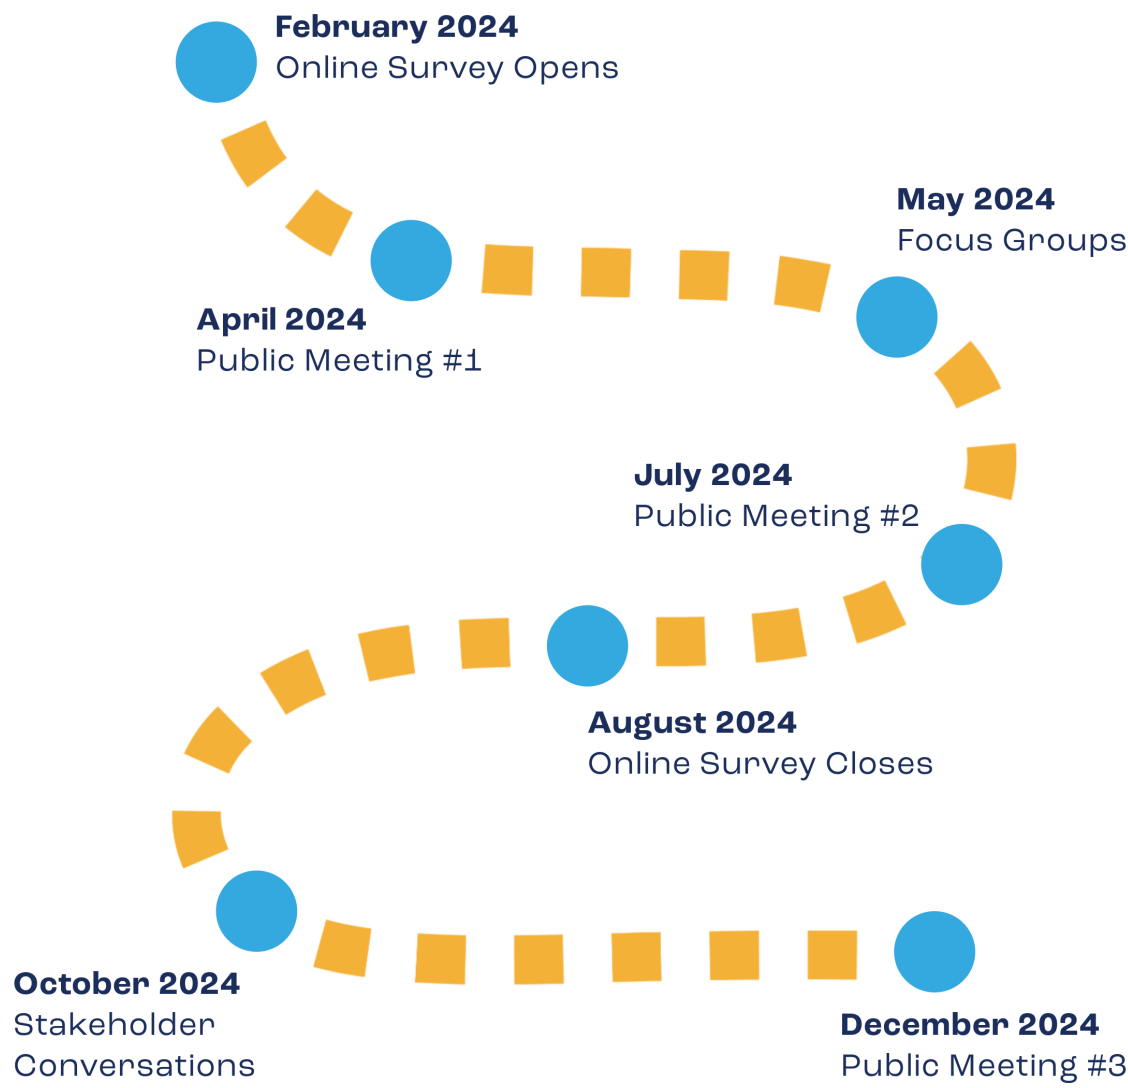 February 2024
Online Survey Opens
April 2024
Public Meeting #1
May 2024
Focus Groups
July 2024
Public Meeting #2
August 2024
Online Survey Closes
October 2024
Stakeholder
Conversations
December 2024
Public Meeting #3